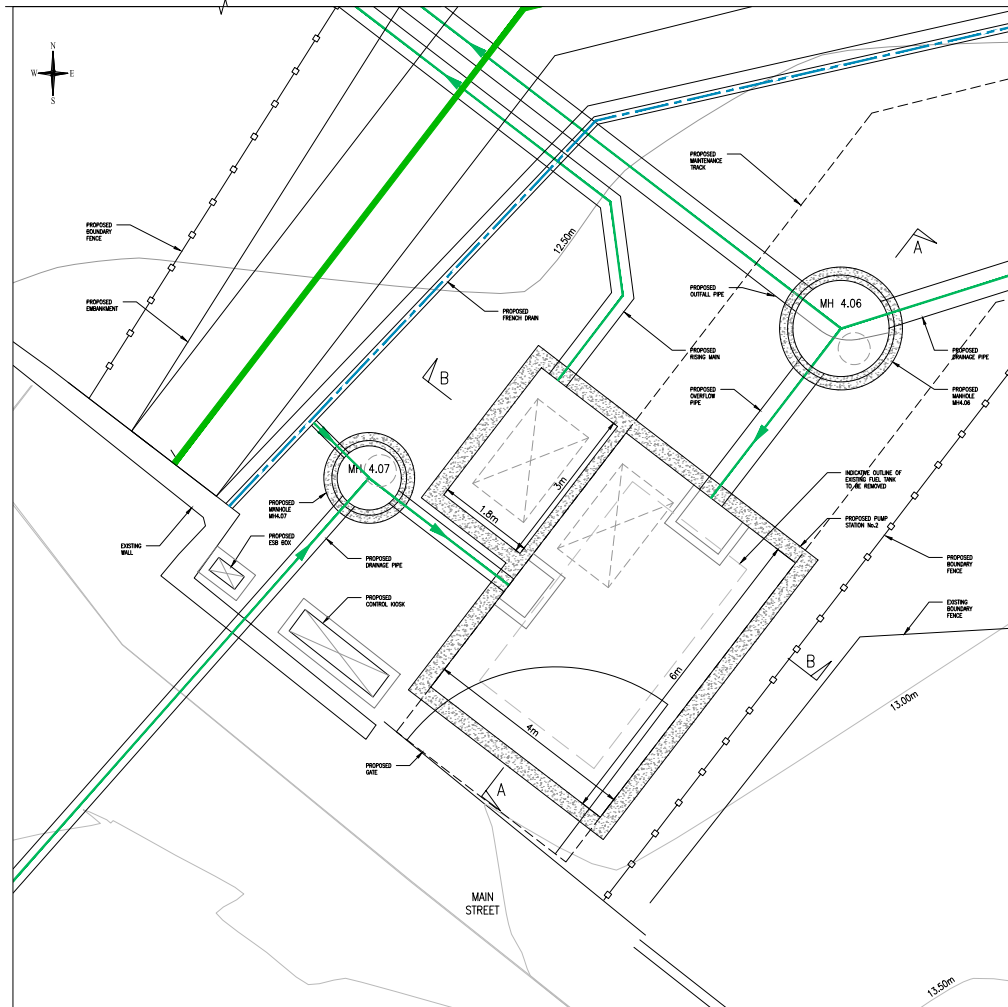 N
W E
S
PROPOSED
BOUNDARY
FENCE
PROPOSED
EMBANKMENT
12.50m
PROPOSED
FRENCH DRAIN
PROPOSED
MAINTENANCE
TRACK
A
PROPOSED
OUTFALL PIPE
MH 4.06
PROPOSED
RISING MAIN
PROPOSED
DRAINAGE PIPE
B
PROPOSED
OVERFLOW
PIPE
PROPOSED
MANHOLE
MH4.06
MH 4.07
3m
1.8m
INDICATIVE OUTLINE OF
EXISTING FUEL TANK
TO BE REMOVED
PROPOSED
MANHOLE
MH4.07
PROPOSED PUMP
STATION No.2
EXISTING
WALL
PROPOSED
ESB BOX
PROPOSED
DRAINAGE PIPE
PROPOSED
BOUNDARY
FENCE
PROPOSED
CONTROL KIOSK
EXISTING
BOUNDARY
FENCE
B
6m
13.00m
4m
PROPOSED
GATE
A
MAIN
STREET
13.50m